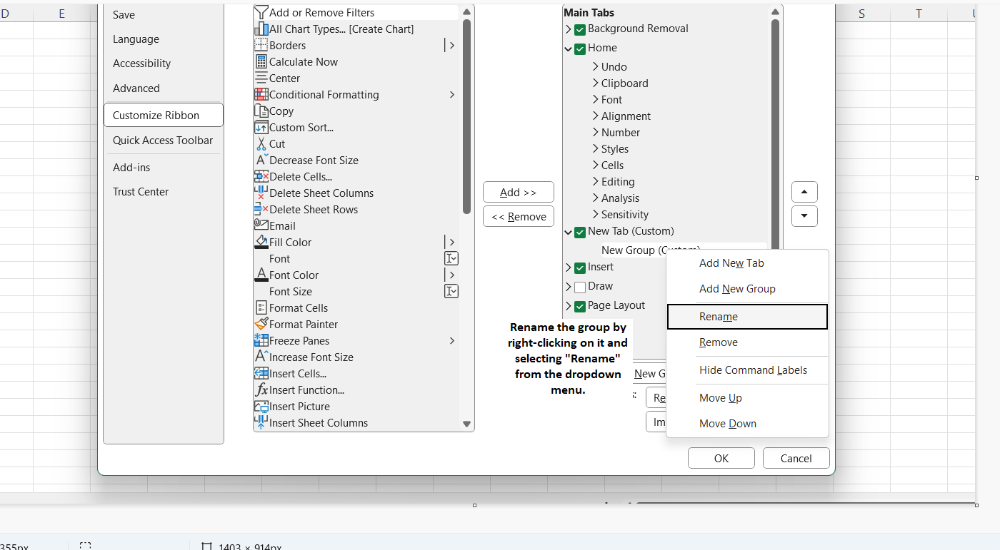 D
E
S
T
Save
Language
Accessibility
Advanced
Customize Ribbon
Quick Access Toolbar
Add-ins
Trust Center
Add or Remove Filters
All Chart Types... [Create Chart]
Borders
Calculate Now
Center
Conditional Formatting
Copy
Custom Sort...
Cut
Decrease Font Size
Delete Cells...
Delete Sheet Columns
Delete Sheet Rows
Email
Fill Color
Font
Font Color
Font Size
Format Cells
Format Painter
Freeze Panes
Increase Font Size
Insert Cells...
Insert Function...
Insert Picture
Insert Sheet Columns
Add >>
<< Remove
Main Tabs
Background Removal
Home
Undo
Clipboard
Font
Alignment
Number
Styles
Cells
Editing
Analysis
Sensitivity
New Tab (Custom)
New Group (Custom)
Insert
Draw
Page Layout
Rename the group by
right-clicking on it and
selecting "Rename"
from the dropdown
menu.
New G
s:
Re
Im
Add New Tab
Add New Group
Rename
Remove
Hide Command Labels
Move Up
Move Down
OK
Cancel
355px
1403 × 914px